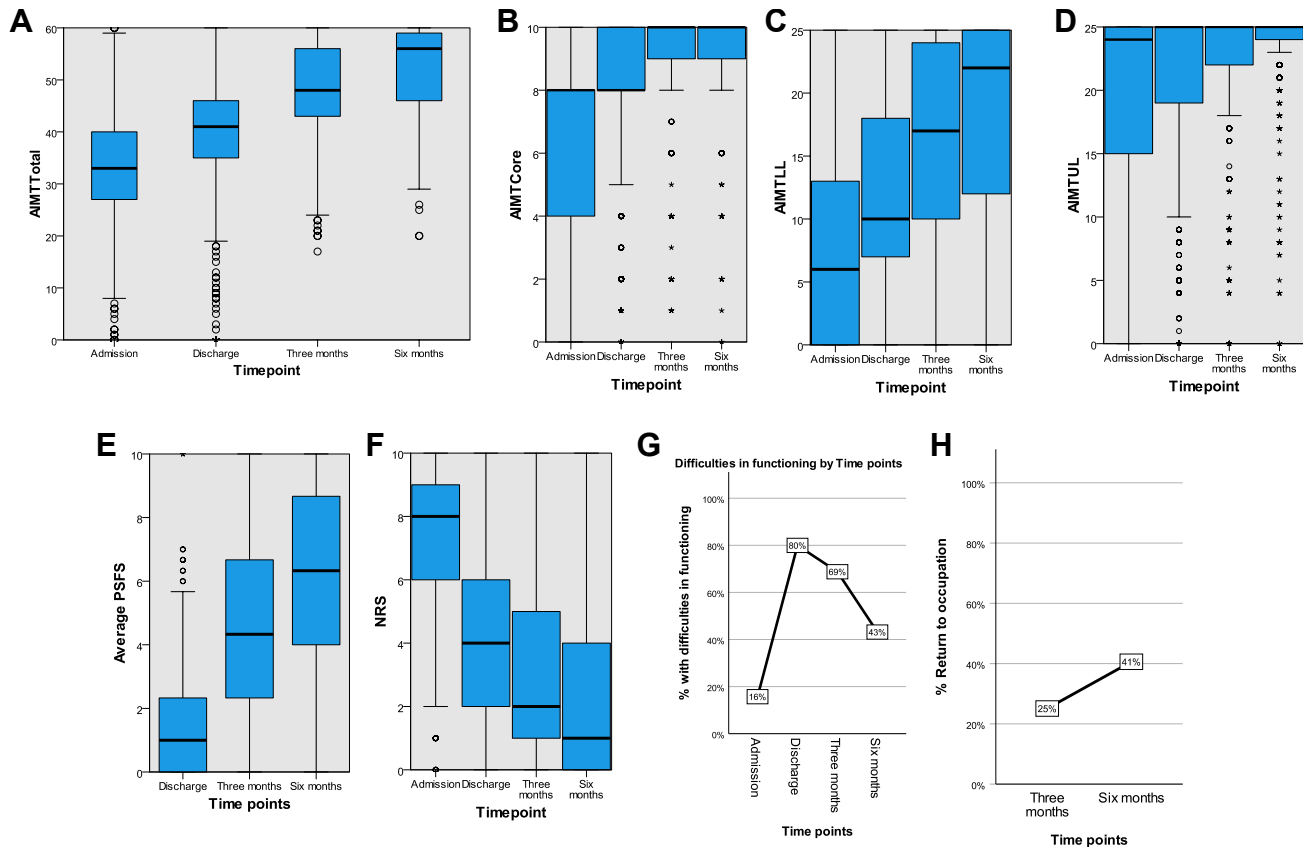 A
AIMTTotal
60
50
40
30
20
10
0
Admission
Discharge
Three months
Six months
Timepoint
B
AIMTCore
10
8
6
4
2
0
Admission
Discharge
Three
months
Six
months
Timepoint
C
AIMTLL
25
20
15
10
5
0
Admission
Discharge
Three
months
Six
months
Timepoint
D
AIMTUL
25
20
15
10
5
0
Admission
Discharge
Three
months
Six
months
Timepoint
E
Average PSFS
10
8
6
4
2
0
Discharge
Three months
Six months
Time points
F
NRS
10
8
6
4
2
0
Admission
Discharge
Three
months
Six
months
Timepoint
G
Difficulties in functioning by Time points
% with difficulties in functioning
100%
80%
60%
40%
20%
0%
16%
80%
69%
43%
Admission
Discharge
Three months
Six months
Time points
H
% Return to occupation
100%
80%
60%
40%
20%
0%
25%
41%
Three
months
Six months
Time points